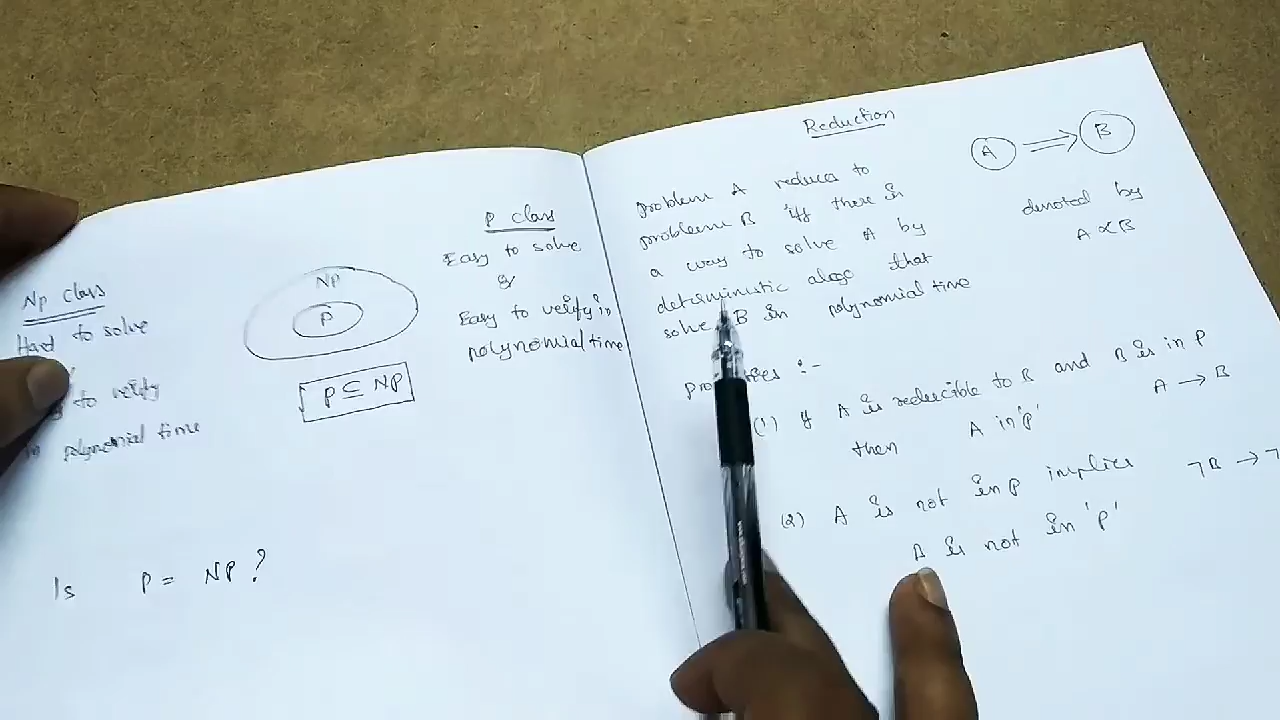 Np class
Hard to solve
to verify
polynomial time
NP
P
P ⊆ NP
Is P = NP ?
P class
Easy to solve
&
Easy to verify in
polynomial time
Reduction
A ⇒ B
problem A reduces to
problem B iff there is
a way to solve A by
deterministic algo that
solve B in polynomial time
denoted by
A ∝ B
:-
(1) if A is reducible to B and B is in P
then A in 'p'
A → B
(2) A is not in p implies
is not in 'p'
¬B → ¬